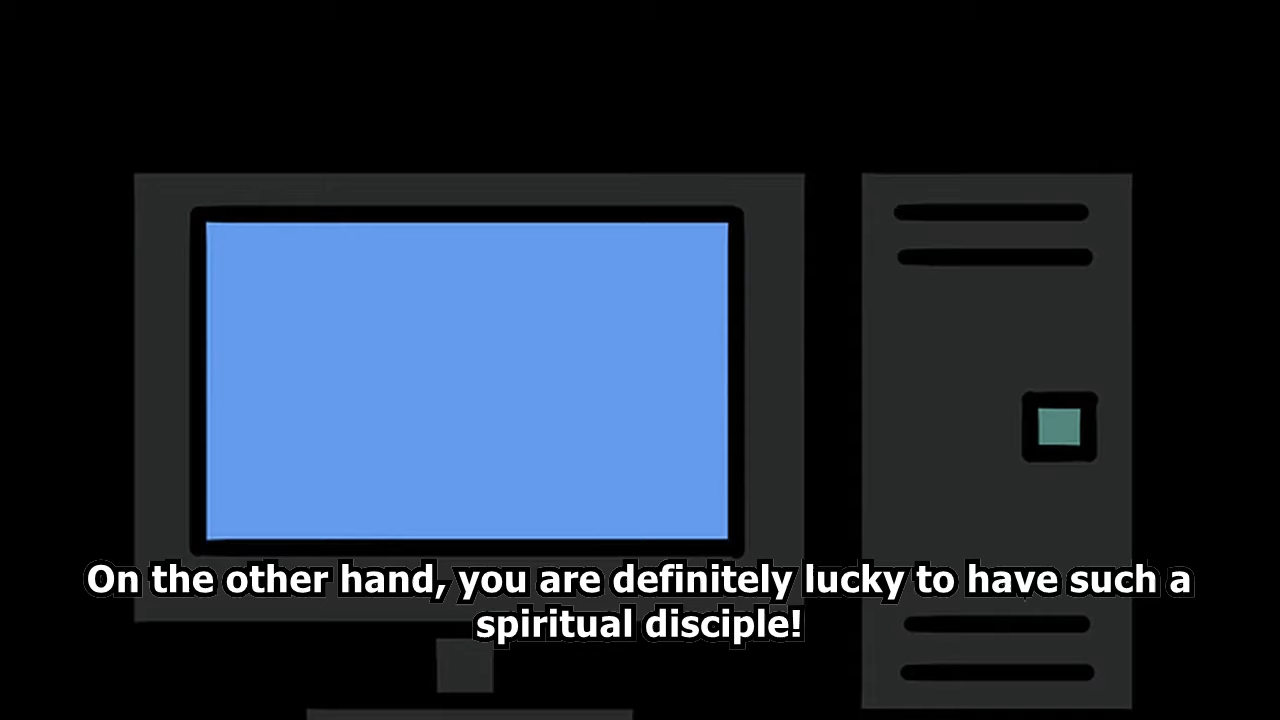 On the other hand, you are definitely lucky to have such a
spiritual disciple!